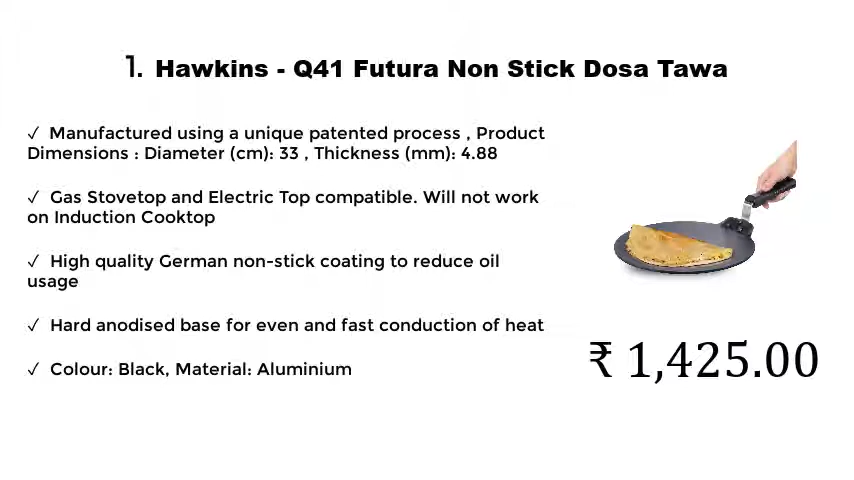 1. Hawkins - Q41 Futura Non Stick Dosa Tawa
✓ Manufactured using a unique patented process , Product
Dimensions : Diameter (cm): 33 , Thickness (mm): 4.88
✓ Gas Stovetop and Electric Top compatible. Will not work
on Induction Cooktop
✓ High quality German non-stick coating to reduce oil
usage
✓ Hard anodised base for even and fast conduction of heat
✓ Colour: Black, Material: Aluminium
₹ 1,425.00